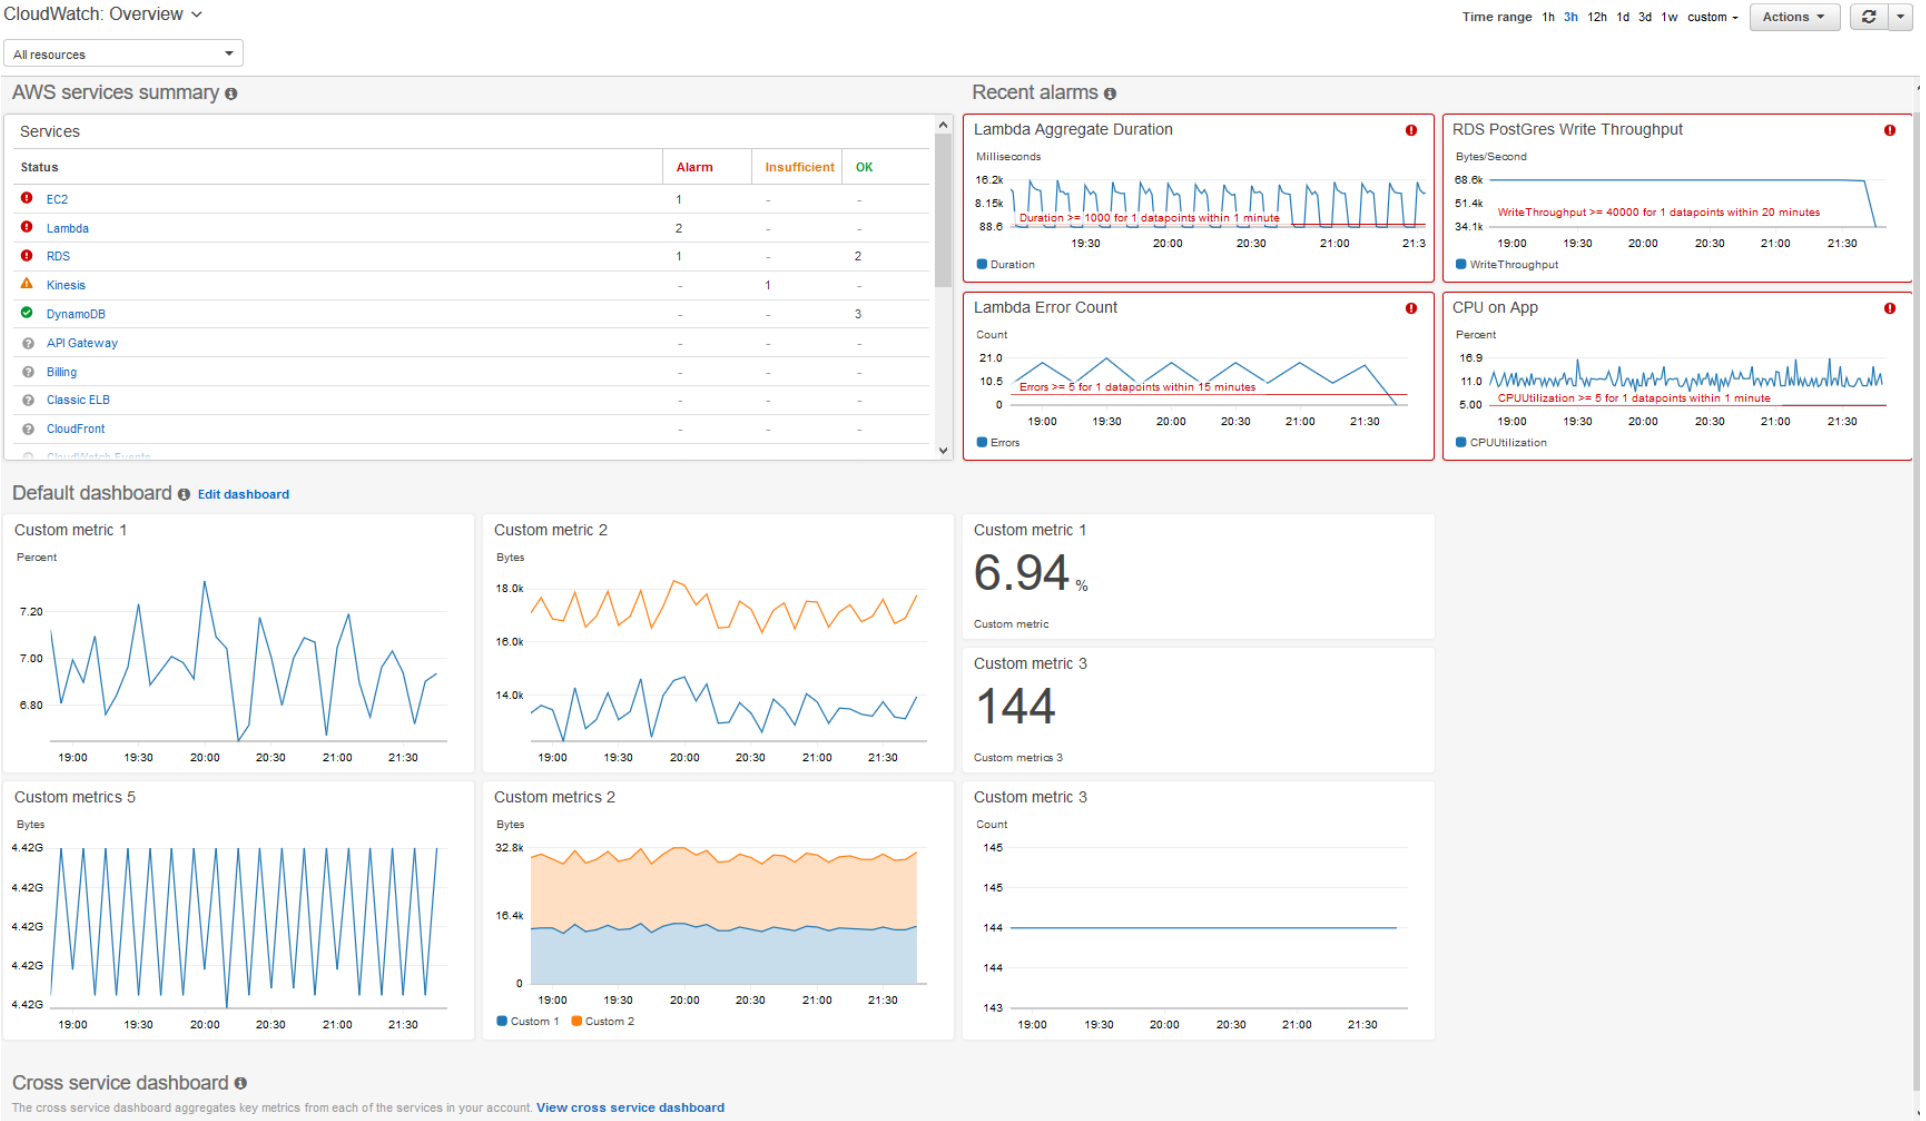 CloudWatch: Overview
Time range 1h 3h 12h 1d 3d 1w custom Actions
All resources
AWS services summary
Services
Status Alarm Insufficient OK
EC2 1 - -
Lambda 2 - -
RDS 1 - 2
Kinesis - 1 -
DynamoDB - - 3
API Gateway - - -
Billing - - -
Classic ELB - - -
CloudFront - - -
CloudWatch Events
Recent alarms
Lambda Aggregate Duration
Milliseconds
16.2k
8.15k
Duration >= 1000 for 1 datapoints within 1 minute
88.6
19:30 20:00 20:30 21:00 21:3
Duration
RDS PostGres Write Throughput
Bytes/Second
68.6k
51.4k
WriteThroughput >= 40000 for 1 datapoints within 20 minutes
34.1k
19:00 19:30 20:00 20:30 21:00 21:30
WriteThroughput
Lambda Error Count
Count
21.0
10.5
Errors >= 5 for 1 datapoints within 15 minutes
0
19:00 19:30 20:00 20:30 21:00 21:30
Errors
CPU on App
Percent
16.9
11.0
CPUUtilization >= 5 for 1 datapoints within 1 minute
5.00
19:00 19:30 20:00 20:30 21:00 21:30
CPUUtilization
Default dashboard Edit dashboard
Custom metric 1
Percent
7.20
7.00
6.80
19:00 19:30 20:00 20:30 21:00 21:30
Custom metric 2
Bytes
18.0k
16.0k
14.0k
19:00 19:30 20:00 20:30 21:00 21:30
Custom metric 1
6.94 %
Custom metric
Custom metric 3
144
Custom metrics 3
Custom metrics 5
Bytes
4.42G
4.42G
4.42G
4.42G
4.42G
19:00 19:30 20:00 20:30 21:00 21:30
Custom metrics 2
Bytes
32.8k
16.4k
0
19:00 19:30 20:00 20:30 21:00 21:30
Custom 1 Custom 2
Custom metric 3
Count
145
145
144
144
143
19:00 19:30 20:00 20:30 21:00 21:30
Cross service dashboard
The cross service dashboard aggregates key metrics from each of the services in your account. View cross service dashboard